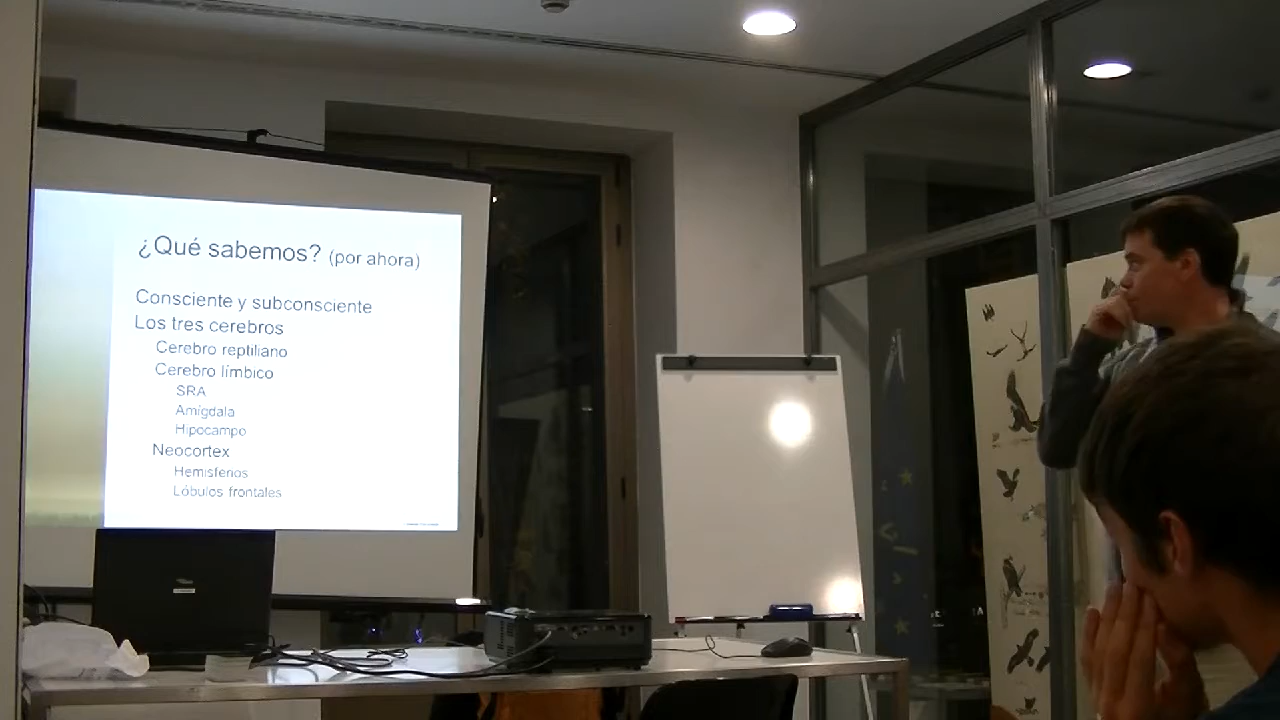 ¿Qué sabemos? (por ahora)
Consciente y subconsciente
Los tres cerebros
Cerebro reptiliano
Cerebro límbico
SRA
Amígdala
Hipocampo
Neocortex
Hemisferios
Lóbulos frontales